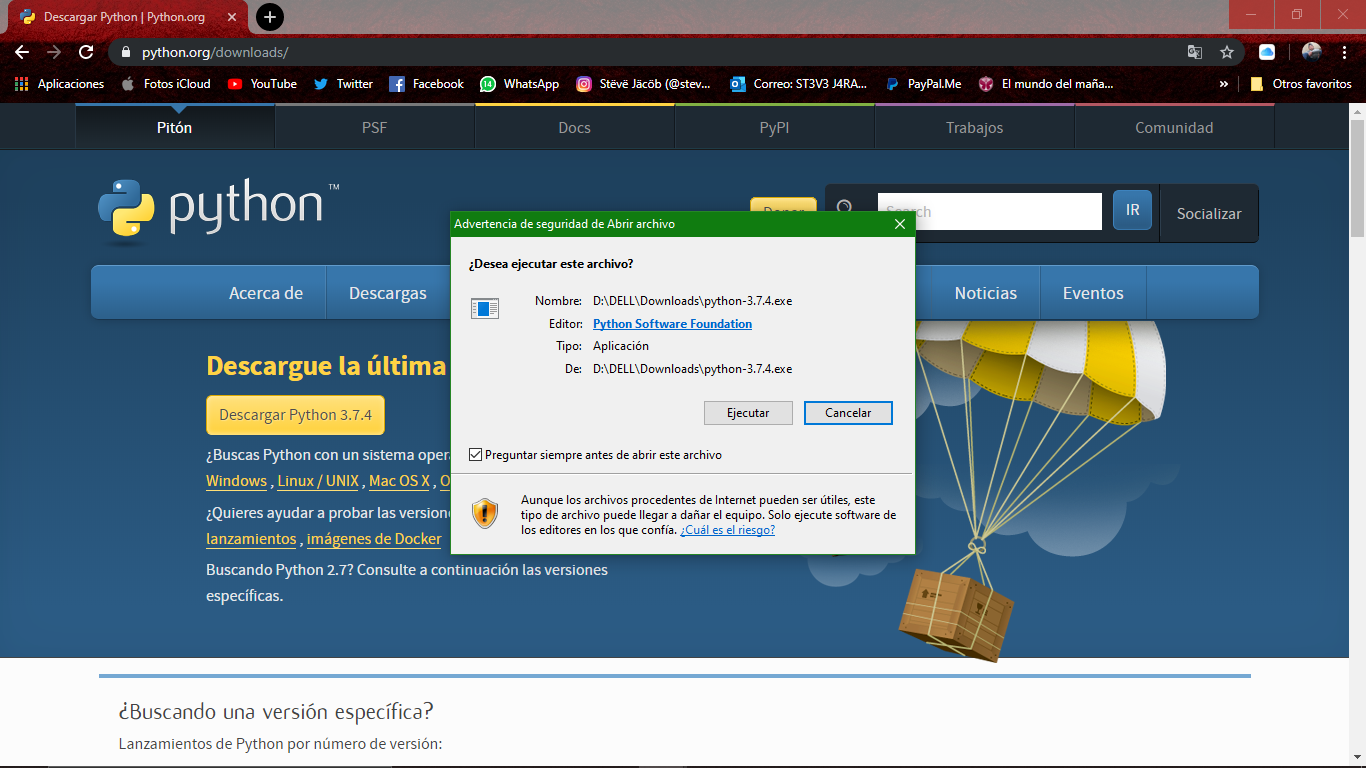 Descargar Python | Python.org
python.org/downloads/
Aplicaciones Fotos iCloud YouTube Twitter Facebook 14 WhatsApp Stëvë Jäcöb (@stev... Correo: ST3V3 J4RA... PayPal.Me El mundo del maña... » Otros favoritos
Pitón PSF Docs PyPI Trabajos Comunidad
python™
Search IR Socializar
Acerca de Descargas Noticias Eventos
Descargue la última
Descargar Python 3.7.4
¿Buscas Python con un sistema opera
Windows , Linux / UNIX , Mac OS X , O
¿Quieres ayudar a probar las versione
lanzamientos , imágenes de Docker
Buscando Python 2.7? Consulte a continuación las versiones
específicas.
Advertencia de seguridad de Abrir archivo
¿Desea ejecutar este archivo?
Nombre: D:\DELL\Downloads\python-3.7.4.exe
Editor: Python Software Foundation
Tipo: Aplicación
De: D:\DELL\Downloads\python-3.7.4.exe
Ejecutar Cancelar
Preguntar siempre antes de abrir este archivo
Aunque los archivos procedentes de Internet pueden ser útiles, este
tipo de archivo puede llegar a dañar el equipo. Solo ejecute software de
los editores en los que confía. ¿Cuál es el riesgo?
¿Buscando una versión específica?
Lanzamientos de Python por número de versión: